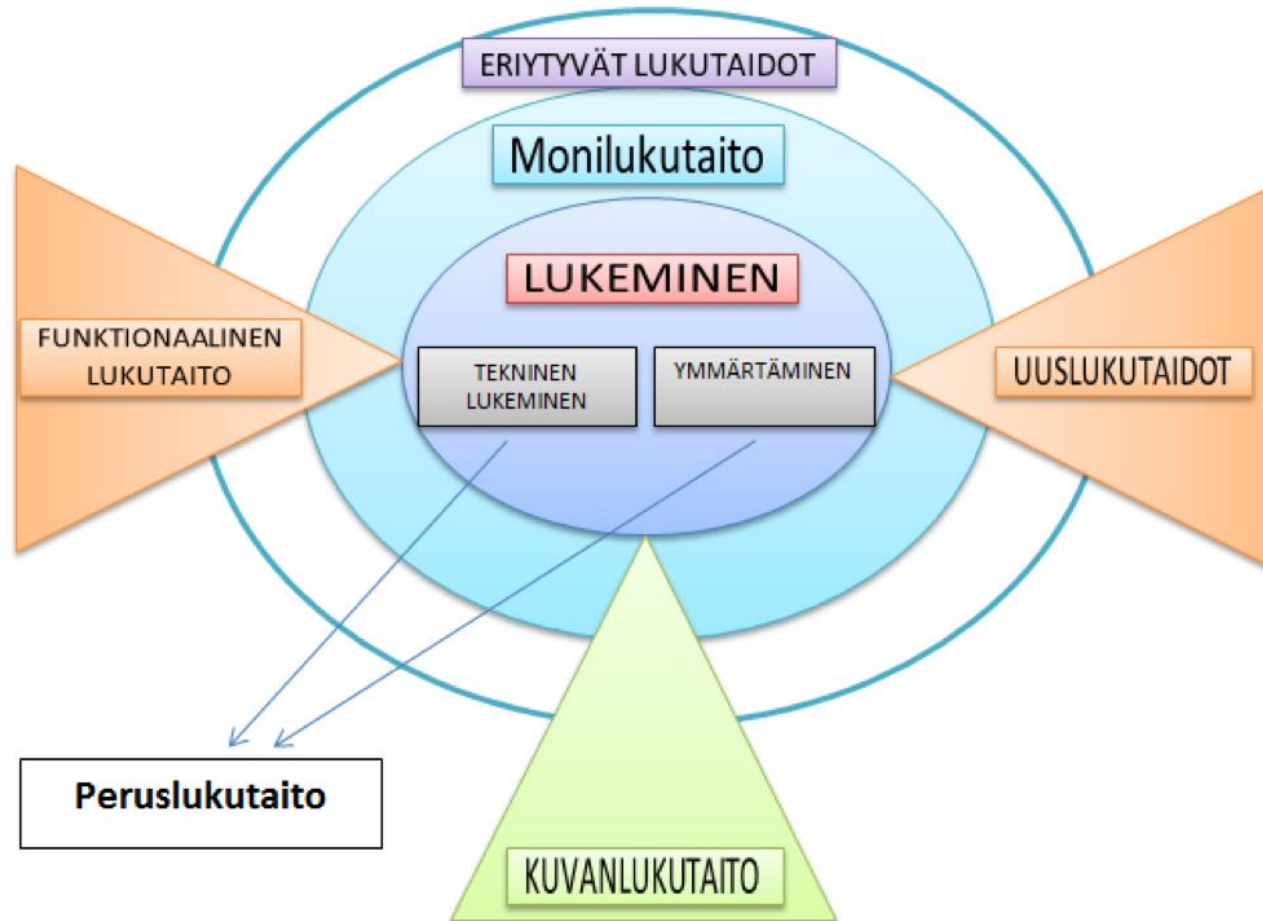 ERIYTYVÄT LUKUTAIDOT
Monilukutaito
LUKEMINEN
FUNKTIONAALINEN
LUKUTAITO
TEKNINEN
LUKEMINEN
YMMÄRTÄMINEN
UUSLUKUTAIDOT
Peruslukutaito
KUVANLUKUTAITO